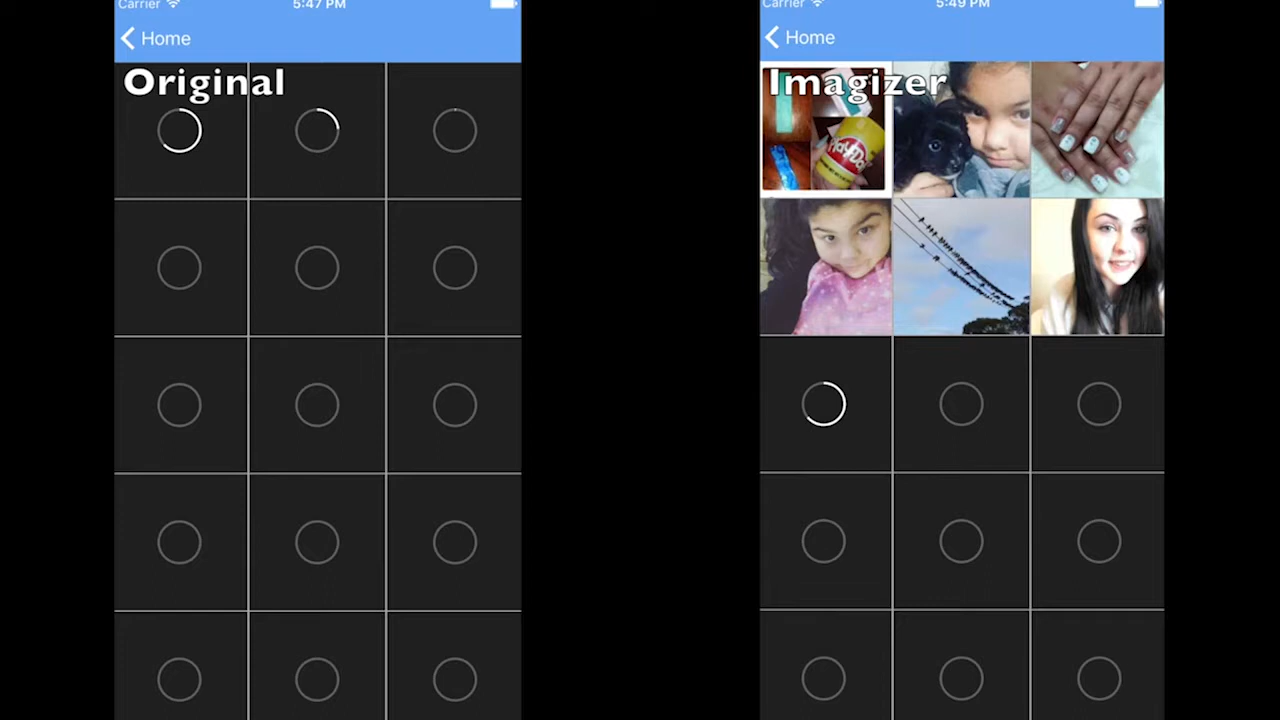 Carrier 5:47 PM
Home
Original
Carrier 5:49 PM
Home
Imagizer
Play-Doh